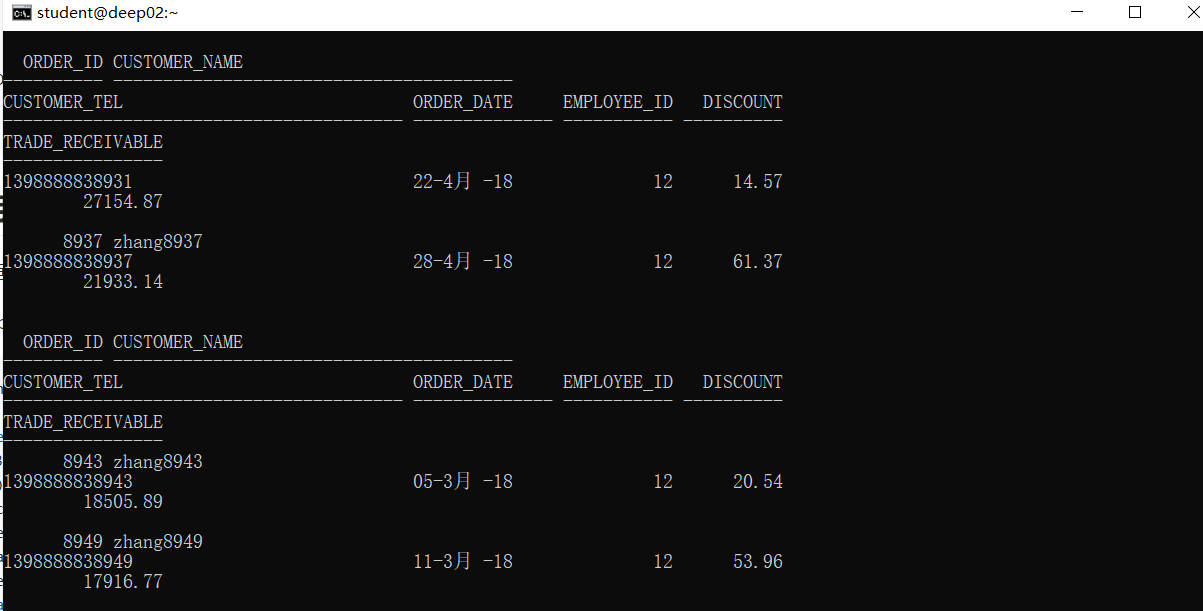 student@deep02:~
ORDER_ID CUSTOMER_NAME
---------- ----------------------------------------
CUSTOMER_TEL ORDER_DATE EMPLOYEE_ID DISCOUNT
---------------------------------------- -------------- ----------- ----------
TRADE_RECEIVABLE
----------------
1398888838931 22-4月 -18 12 14.57
27154.87
8937 zhang8937
1398888838937 28-4月 -18 12 61.37
21933.14
ORDER_ID CUSTOMER_NAME
---------- ----------------------------------------
CUSTOMER_TEL ORDER_DATE EMPLOYEE_ID DISCOUNT
---------------------------------------- -------------- ----------- ----------
TRADE_RECEIVABLE
----------------
8943 zhang8943
1398888838943 05-3月 -18 12 20.54
18505.89
8949 zhang8949
1398888838949 11-3月 -18 12 53.96
17916.77